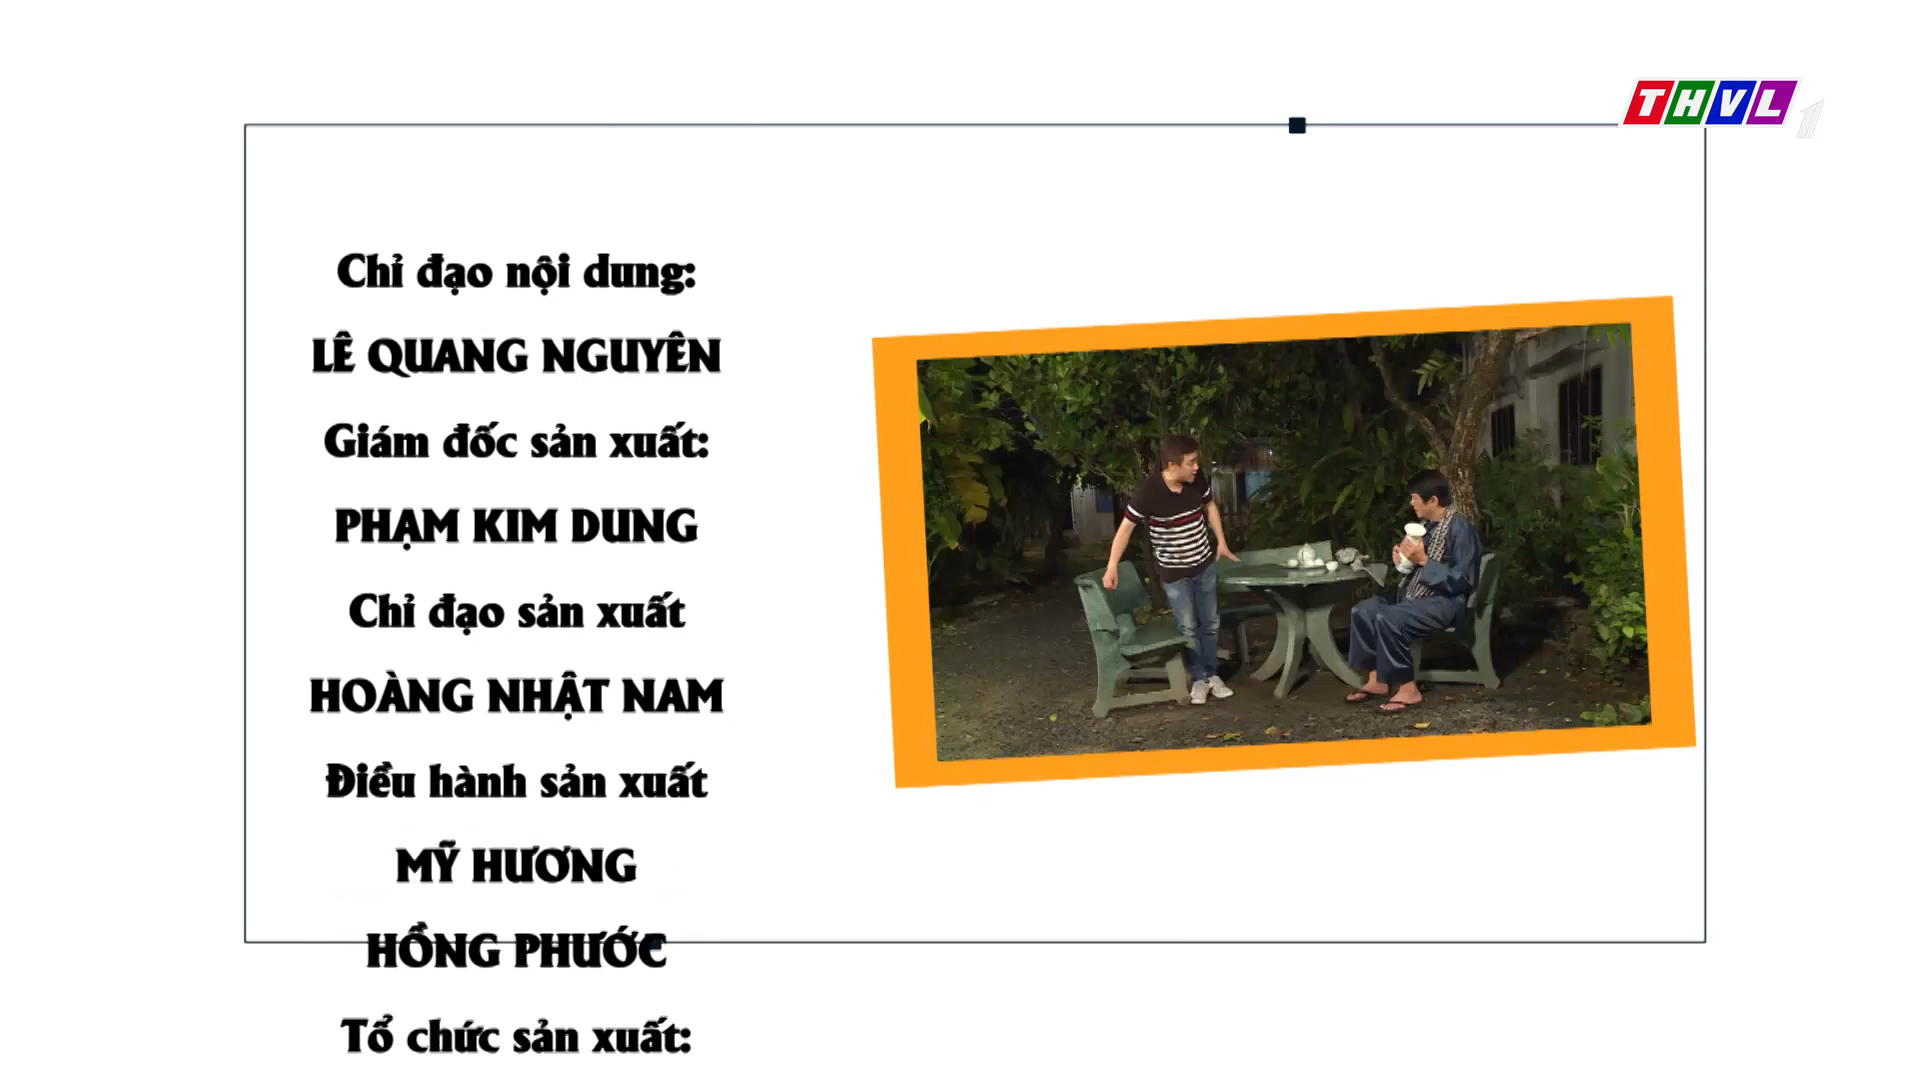 THVL 1
Chỉ đạo nội dung:
LÊ QUANG NGUYÊN
Giám đốc sản xuất:
PHẠM KIM DUNG
Chỉ đạo sản xuất
HOÀNG NHẬT NAM
Điều hành sản xuất
MỸ HƯƠNG
HỒNG PHƯỚC
Tổ chức sản xuất: